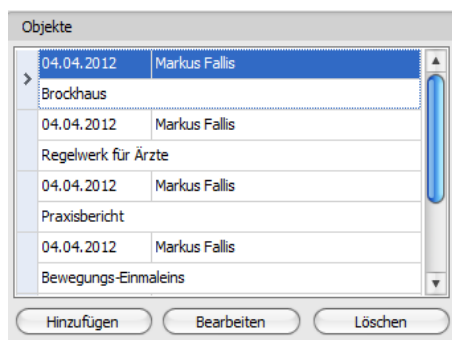 Objekte
04.04.2012 Markus Fallis
Brockhaus
04.04.2012 Markus Fallis
Regelwerk für Ärzte
04.04.2012 Markus Fallis
Praxisbericht
04.04.2012 Markus Fallis
Bewegungs-Einmaleins
Hinzufügen Bearbeiten Löschen